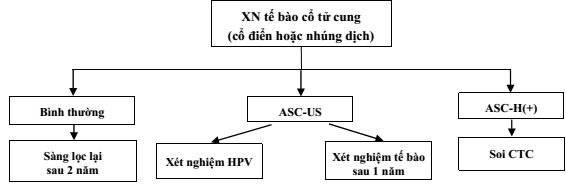 XN tế bào cổ tử cung
(cổ điển hoặc nhúng dịch)
Bình thường
ASC-US
ASC-H(+)
Sàng lọc lại
sau 2 năm
Xét nghiệm HPV
Xét nghiệm tế bào
sau 1 năm
Soi CTC